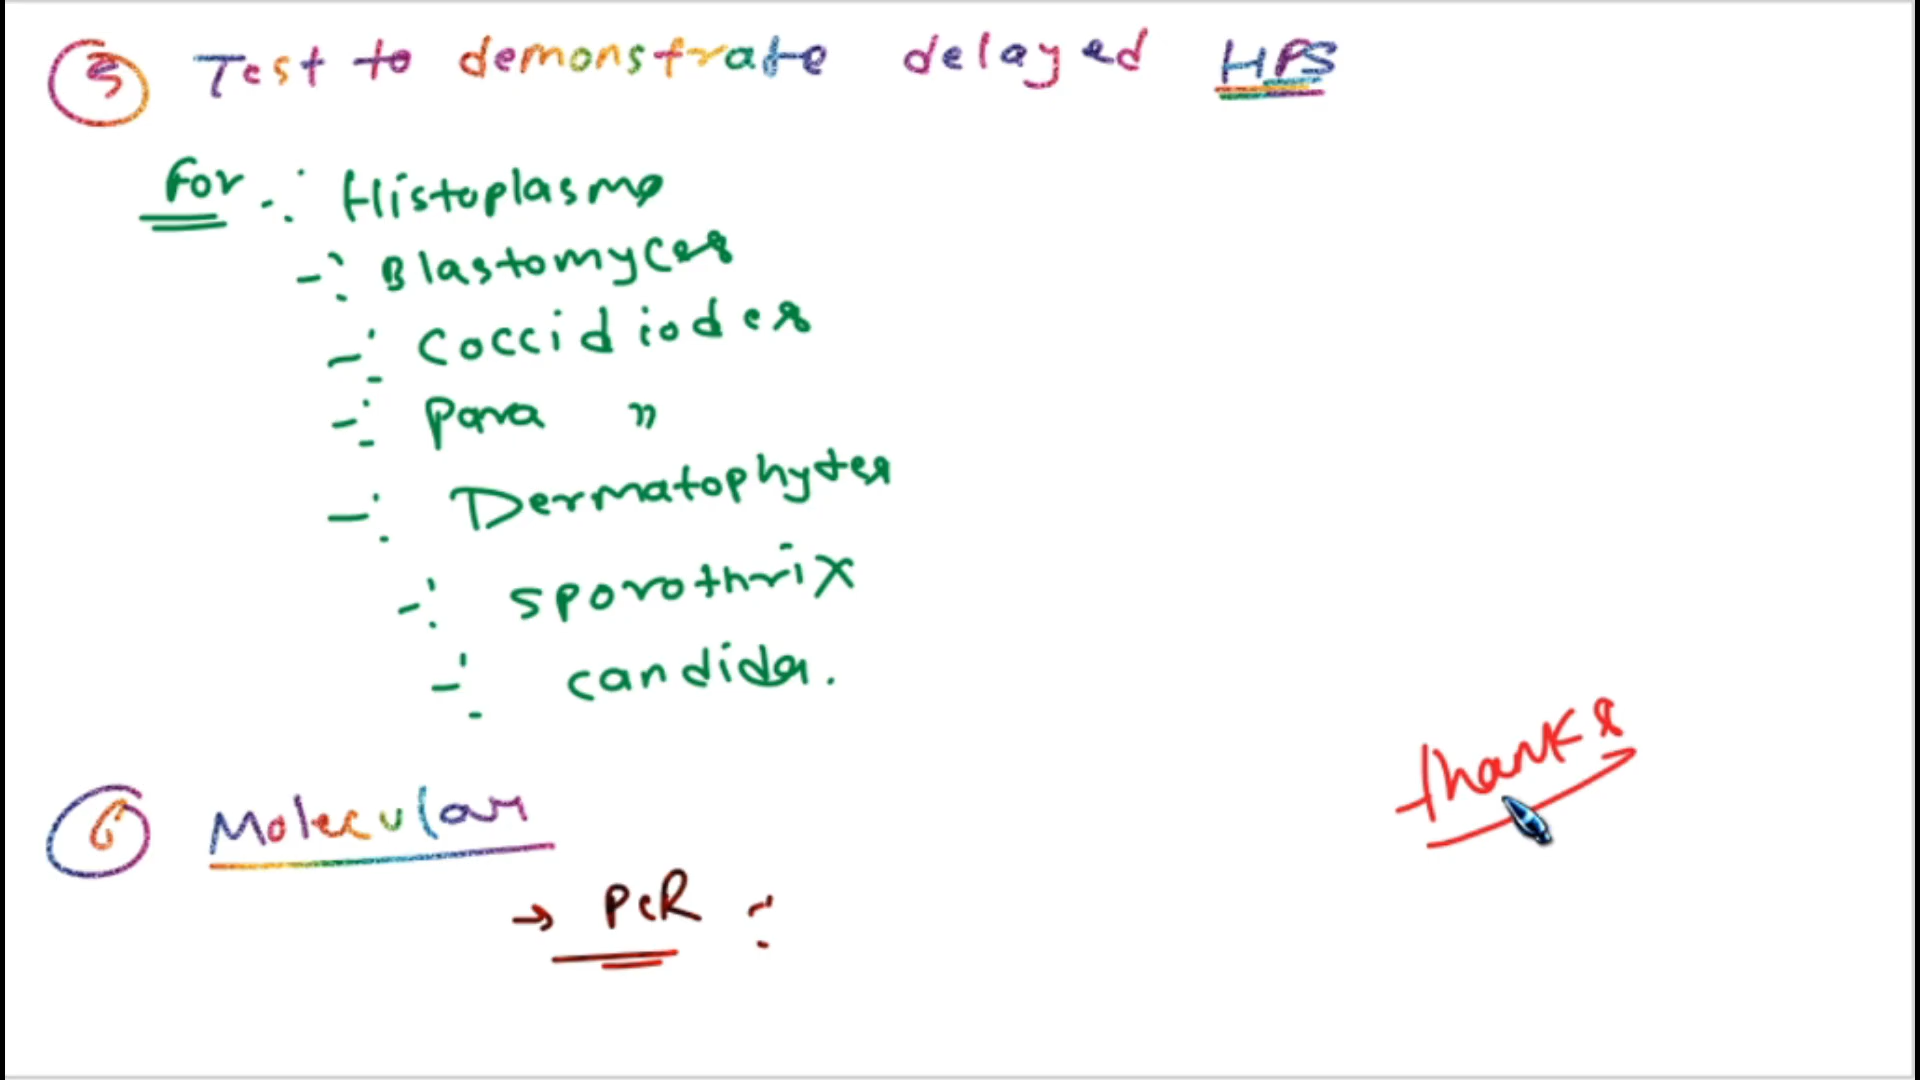 5 Test to demonstrate delayed HPS
For -: Histoplasma
-: Blastomyces
-: Coccidiodes
-: Para "
-: Dermatophytes
-: Sporothrix
-: candida.
6 Molecular
→ PCR :
Thanks